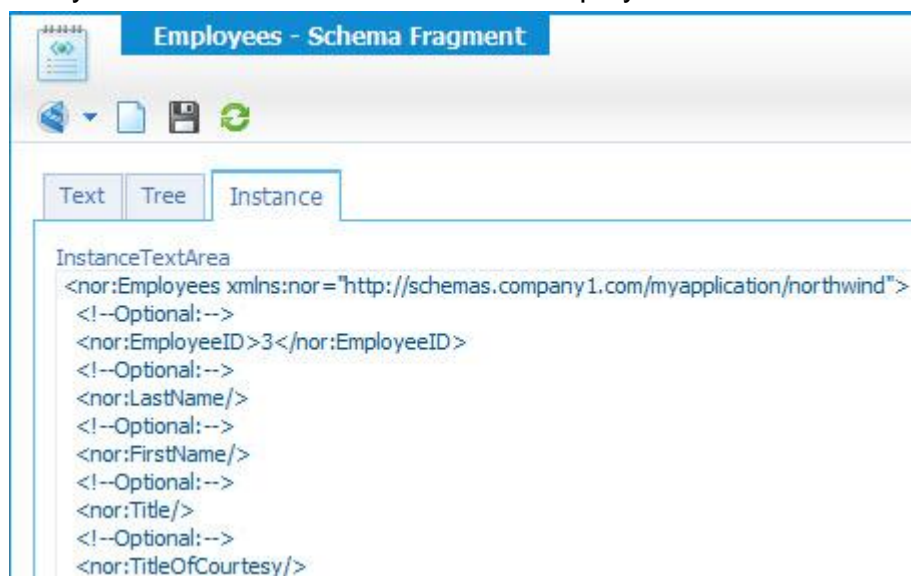 Employees - Schema Fragment
Text Tree Instance
InstanceTextArea
<nor:Employees xmlns:nor="http://schemas.company1.com/myapplication/northwind">
<!--Optional:-->
<nor:EmployeeID>3</nor:EmployeeID>
<!--Optional:-->
<nor:LastName/>
<!--Optional:-->
<nor:FirstName/>
<!--Optional:-->
<nor:Title/>
<!--Optional:-->
<nor:TitleOfCourtesy/>